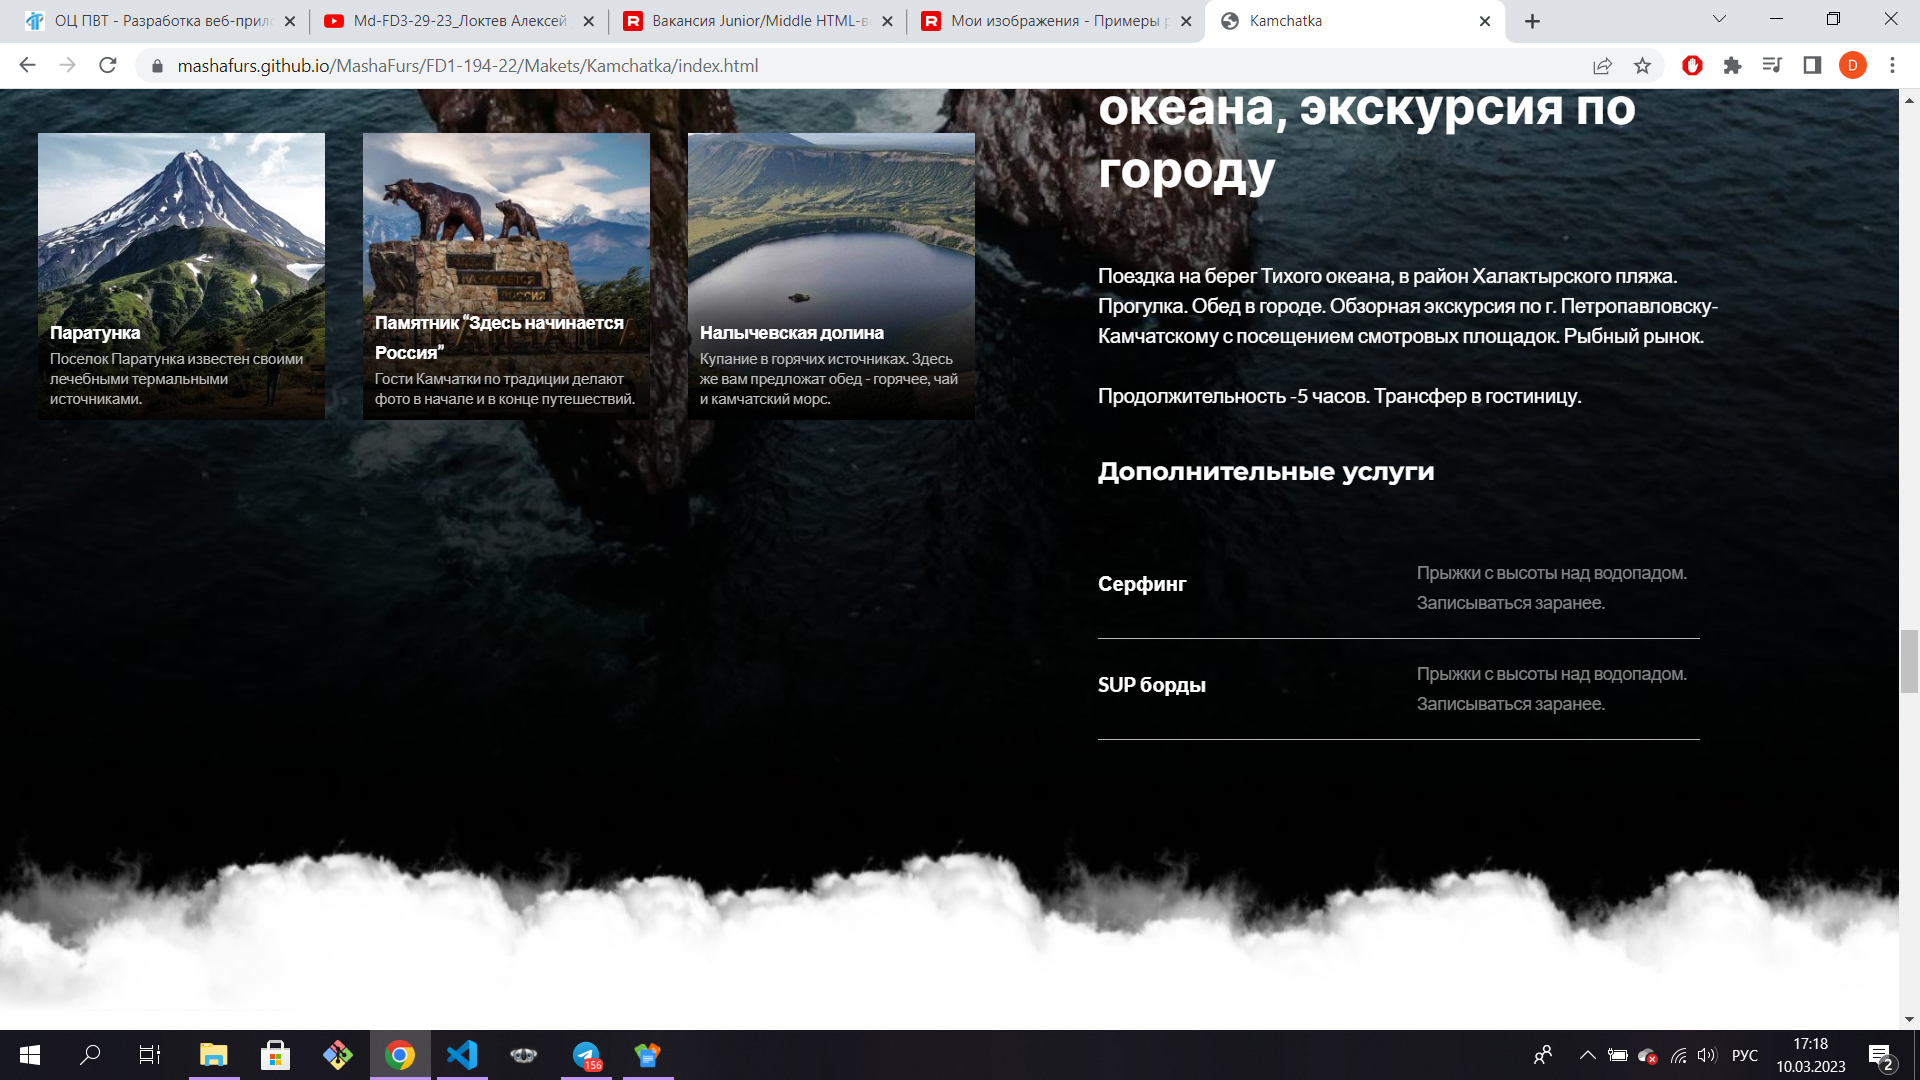 ОЦ ПВТ - Разработка веб-прил
Md-FD3-29-23_Локтев Алексей
Вакансия Junior/Middle HTML-в
Мои изображения - Примеры р
Kamchatka
mashafurs.github.io/MashaFurs/FD1-194-22/Makets/Kamchatka/index.html
D
НАЧИНАЕТСЯ
РОССИЯ
Паратунка
Поселок Паратунка известен своими
лечебными термальными
источниками.
Памятник “Здесь начинается
Россия”
Гости Камчатки по традиции делают
фото в начале и в конце путешествий.
Налычевская долина
Купание в горячих источниках. Здесь
же вам предложат обед - горячее, чай
и камчатский морс.
океана, экскурсия по
городу
Поездка на берег Тихого океана, в район Халактырского пляжа.
Прогулка. Обед в городе. Обзорная экскурсия по г. Петропавловску-
Камчатскому с посещением смотровых площадок. Рыбный рынок.
Продолжительность -5 часов. Трансфер в гостиницу.
Дополнительные услуги
Серфинг
Прыжки с высоты над водопадом.
Записываться заранее.
SUP борды
Прыжки с высоты над водопадом.
Записываться заранее.
156
РУС
17:18
10.03.2023
2